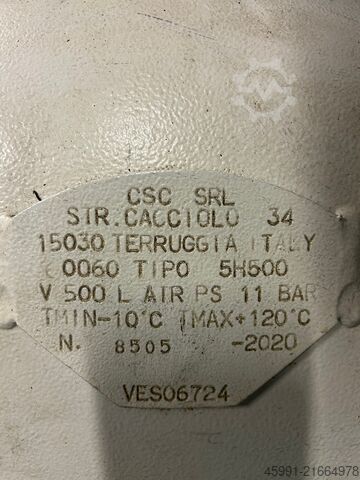 CSC SRL
STR.CACCIOLO 34
15030 TERRUGGIA ITALY
0060 TIPO 5H500
V 500 L AIR PS 11 BAR
TMIN-10°C TMAX+120°C
N. 8505 -2020
VES06724
45991-21664978